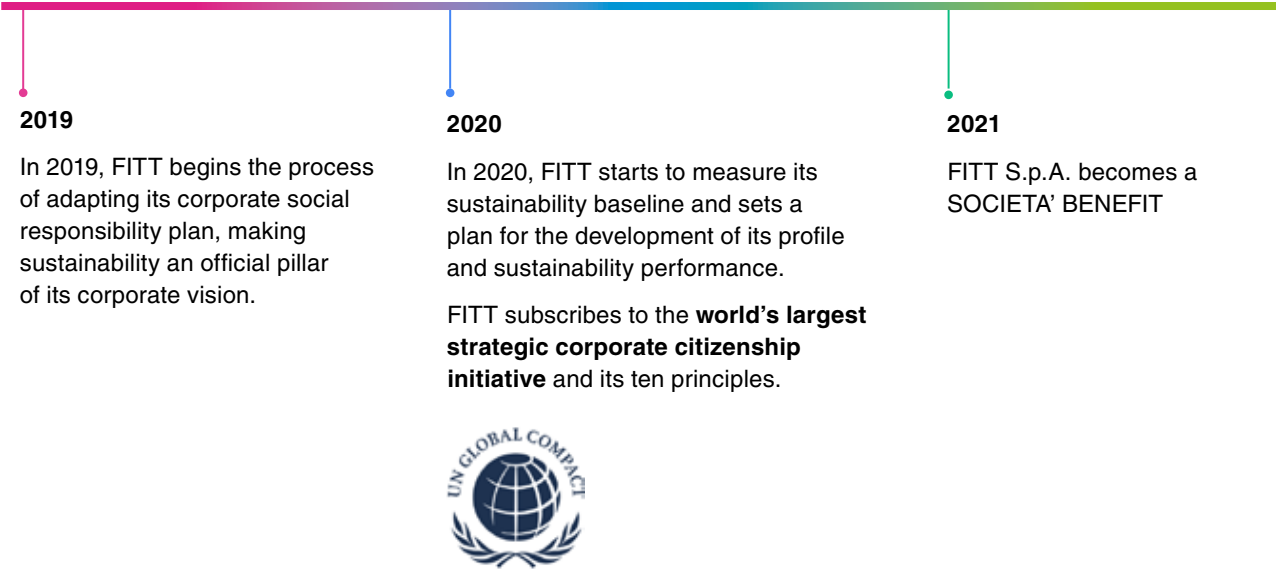 2019
In 2019, FITT begins the process
of adapting its corporate social
responsibility plan, making
sustainability an official pillar
of its corporate vision.
2020
In 2020, FITT starts to measure its
sustainability baseline and sets a
plan for the development of its profile
and sustainability performance.
FITT subscribes to the world's largest
strategic corporate citizenship
initiative and its ten principles.
UN GLOBAL COMPACT
2021
FITT S.p.A. becomes a
SOCIETA' BENEFIT